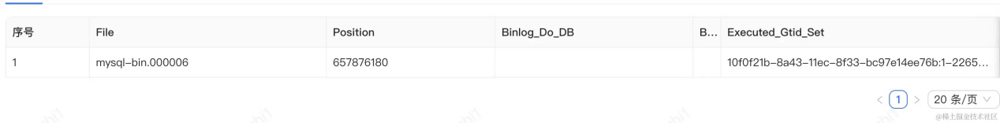 序号 File Position Binlog_Do_DB B... Executed_Gtid_Set
1 mysql-bin.000006 657876180 10f0f21b-8a43-11ec-8f33-bc97e14ee76b:1-2265...
< 1 > 20 条/页
@稀土掘金技术社区